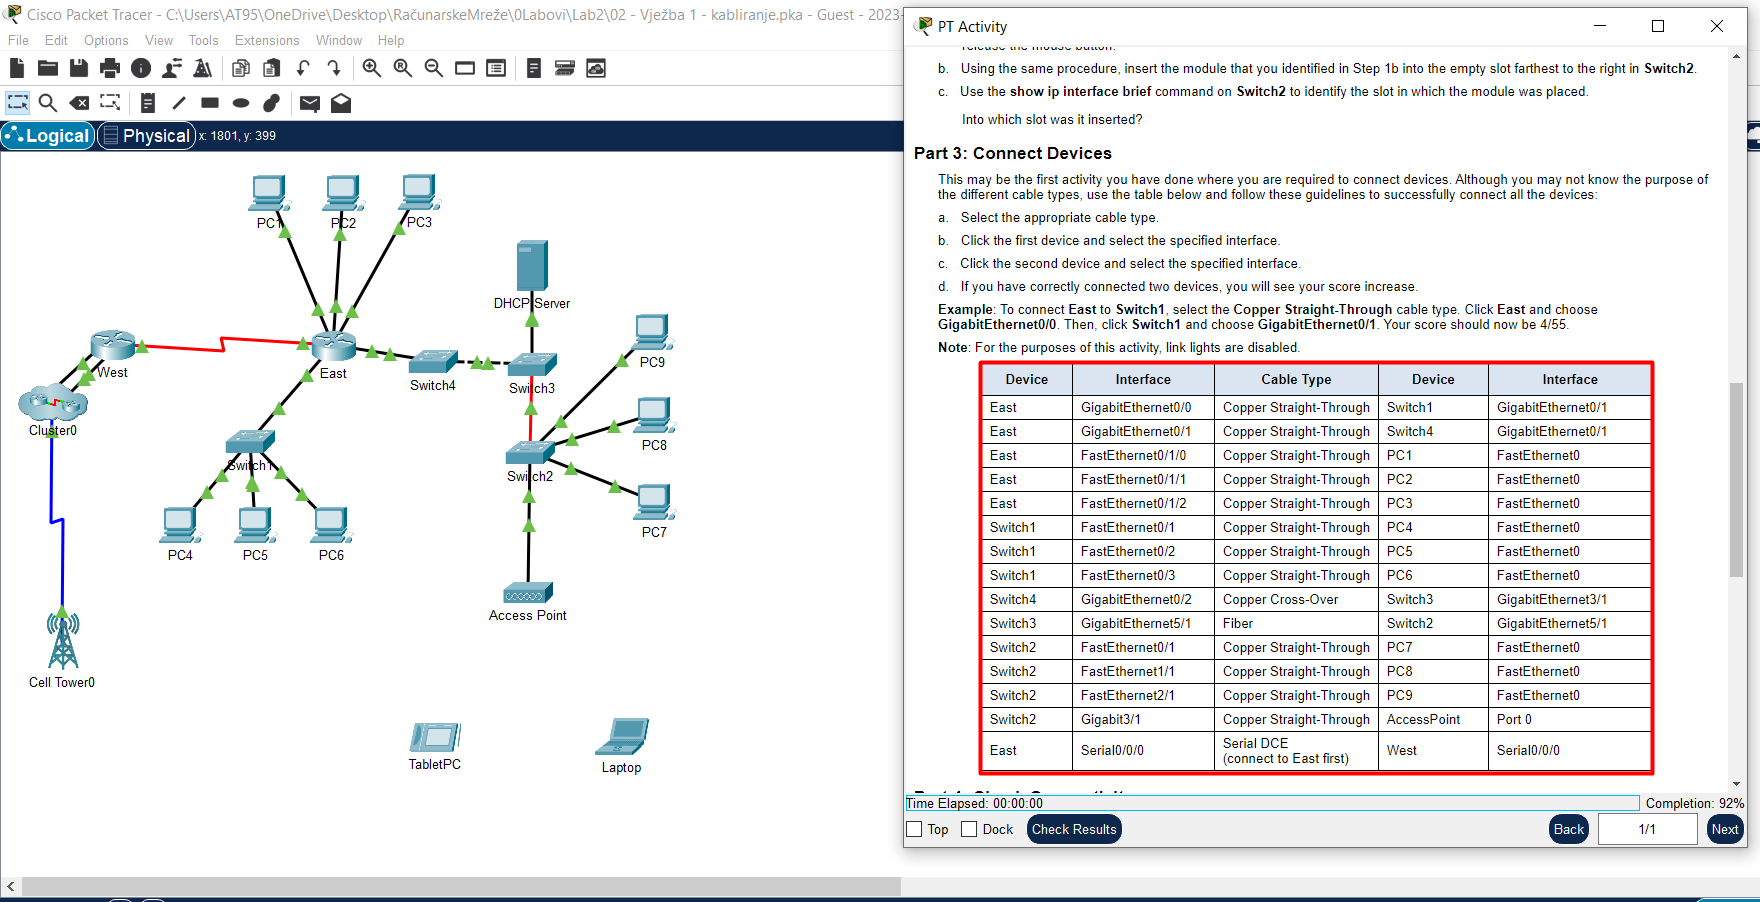 Cisco Packet Tracer - C:\Users\AT95\OneDrive\Desktop\RačunarskeMreže\0Labovi\Lab2\02 - Vježba 1 - kabliranje.pka - Guest - 2023-
File Edit Options View Tools Extensions Window Help
Logical Physical x: 1801, y: 399
PC1 PC2 PC3
DHCP Server
PC9
West
East
Switch4
Switch3
Cluster0
PC8
Switch1
Switch2
PC7
PC4 PC5 PC6
Access Point
Cell Tower0
TabletPC
Laptop
PT Activity
release the mouse button.
b. Using the same procedure, insert the module that you identified in Step 1b into the empty slot farthest to the right in Switch2.
c. Use the show ip interface brief command on Switch2 to identify the slot in which the module was placed.
Into which slot was it inserted?
Part 3: Connect Devices
This may be the first activity you have done where you are required to connect devices. Although you may not know the purpose of
the different cable types, use the table below and follow these guidelines to successfully connect all the devices:
a. Select the appropriate cable type.
b. Click the first device and select the specified interface.
c. Click the second device and select the specified interface.
d. If you have correctly connected two devices, you will see your score increase.
Example: To connect East to Switch1, select the Copper Straight-Through cable type. Click East and choose
GigabitEthernet0/0. Then, click Switch1 and choose GigabitEthernet0/1. Your score should now be 4/55.
Note: For the purposes of this activity, link lights are disabled.
Device Interface Cable Type Device Interface
East GigabitEthernet0/0 Copper Straight-Through Switch1 GigabitEthernet0/1
East GigabitEthernet0/1 Copper Straight-Through Switch4 GigabitEthernet0/1
East FastEthernet0/1/0 Copper Straight-Through PC1 FastEthernet0
East FastEthernet0/1/1 Copper Straight-Through PC2 FastEthernet0
East FastEthernet0/1/2 Copper Straight-Through PC3 FastEthernet0
Switch1 FastEthernet0/1 Copper Straight-Through PC4 FastEthernet0
Switch1 FastEthernet0/2 Copper Straight-Through PC5 FastEthernet0
Switch1 FastEthernet0/3 Copper Straight-Through PC6 FastEthernet0
Switch4 GigabitEthernet0/2 Copper Cross-Over Switch3 GigabitEthernet3/1
Switch3 GigabitEthernet5/1 Fiber Switch2 GigabitEthernet5/1
Switch2 FastEthernet0/1 Copper Straight-Through PC7 FastEthernet0
Switch2 FastEthernet1/1 Copper Straight-Through PC8 FastEthernet0
Switch2 FastEthernet2/1 Copper Straight-Through PC9 FastEthernet0
Switch2 Gigabit3/1 Copper Straight-Through AccessPoint Port 0
East Serial0/0/0 Serial DCE
(connect to East first) West Serial0/0/0
Time Elapsed: 00:00:00 Completion: 92%
Top Dock Check Results Back 1/1 Next